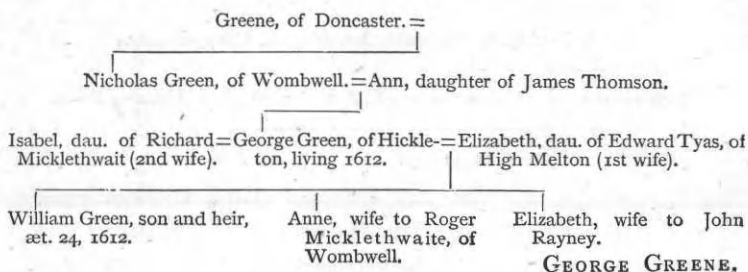 Greene, of Doncaster.=
Nicholas Green, of Wombwell.=Ann, daughter of James Thomson.
Isabel, dau. of Richard=George Green, of Hickle-=Elizabeth, dau. of Edward Tyas, of
Micklethwait (2nd wife). ton, living 1612. High Melton (1st wife).
William Green, son and heir,
æt. 24, 1612.
Anne, wife to Roger
Micklethwaite, of
Wombwell.
Elizabeth, wife to John
Rayney.
GEORGE GREENE.